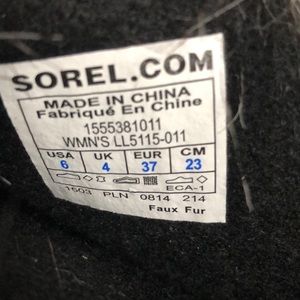 SOREL.COM
MADE IN CHINA
Fabriqué En Chine
1555381011
WMN'S LL5115-011
USA UK EUR CM
6 4 37 23
ECA-1
1603 PLN 0814 214
Faux Fur